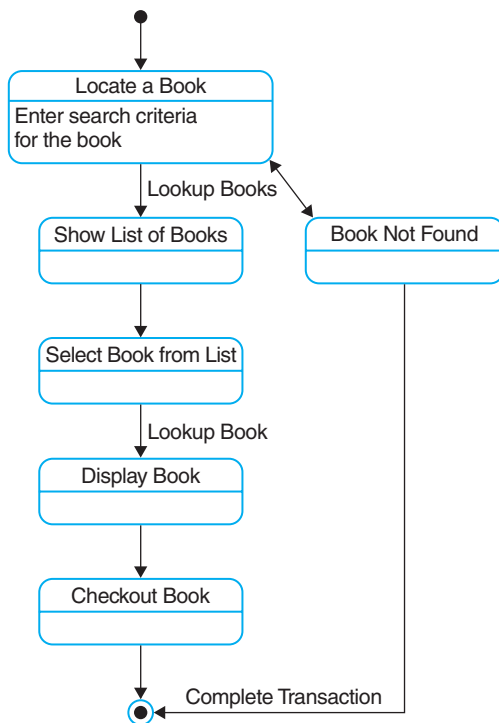 Locate a Book
Enter search criteria
for the book
Lookup Books
Show List of Books
Book Not Found
Select Book from List
Lookup Book
Display Book
Checkout Book
Complete Transaction